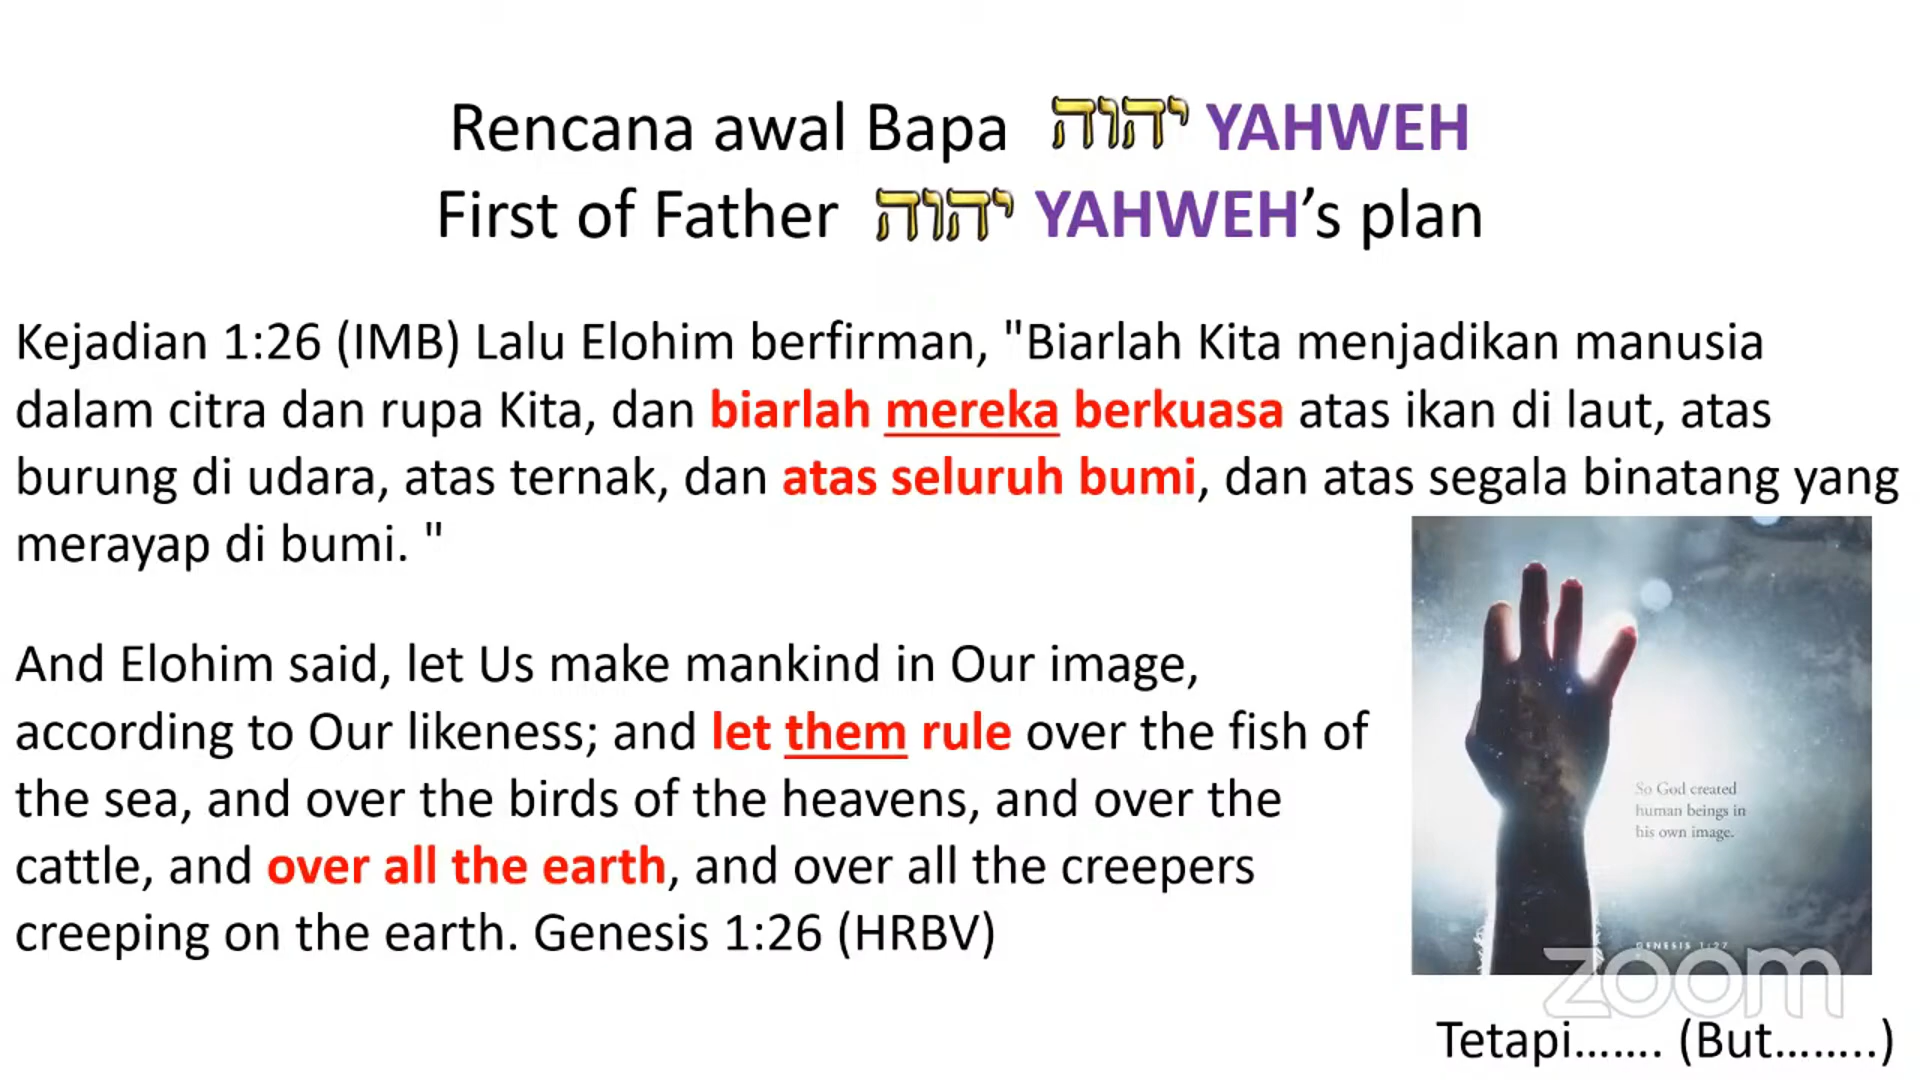 Rencana awal Bapa יהוה YAHWEH
First of Father יהוה YAHWEH’s plan
Kejadian 1:26 (IMB) Lalu Elohim berfirman, "Biarlah Kita menjadikan manusia
dalam citra dan rupa Kita, dan biarlah mereka berkuasa atas ikan di laut, atas
burung di udara, atas ternak, dan atas seluruh bumi, dan atas segala binatang yang
merayap di bumi. "
And Elohim said, let Us make mankind in Our image,
according to Our likeness; and let them rule over the fish of
the sea, and over the birds of the heavens, and over the
cattle, and over all the earth, and over all the creepers
creeping on the earth. Genesis 1:26 (HRBV)
So God created
human beings in
his own image.
GENESIS 1:27
zoom
Tetapi....... (But........)